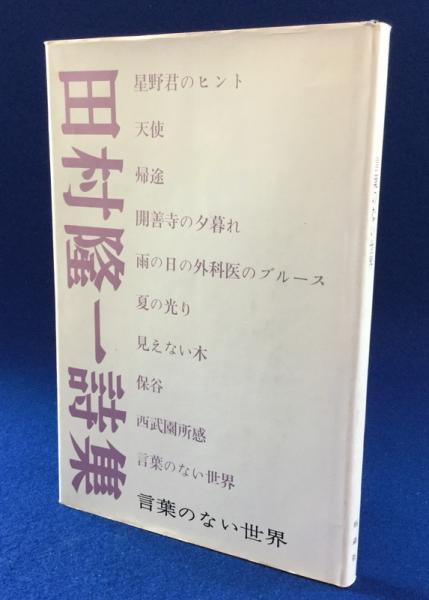 田村隆一詩集
星野君のヒント
天使
帰途
開善寺の夕暮れ
雨の日の外科医のブルース
夏の光り
見えない木
保谷
西武園所感
言葉のない世界
言葉のない世界